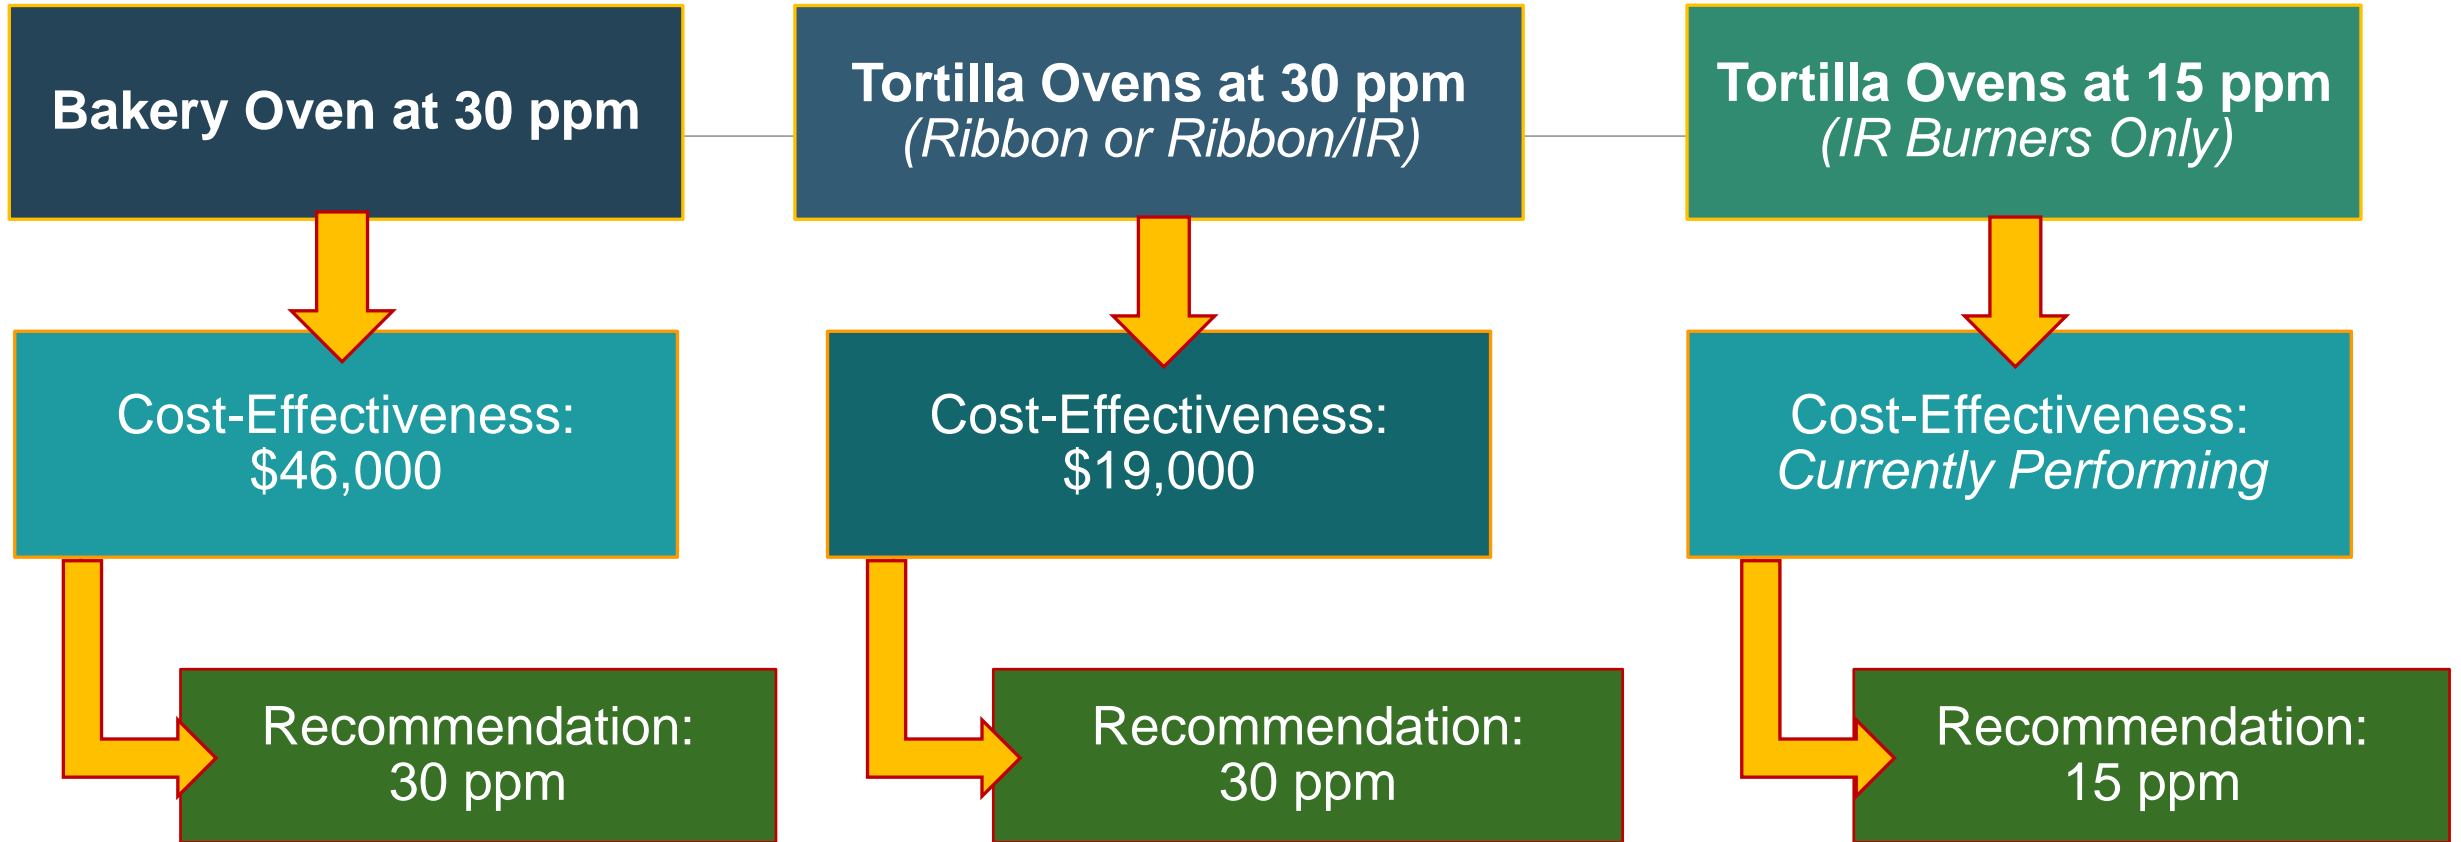 Bakery Oven at 30 ppm
Tortilla Ovens at 30 ppm
(Ribbon or Ribbon/IR)
Tortilla Ovens at 15 ppm
(IR Burners Only)
Cost-Effectiveness:
$46,000
Cost-Effectiveness:
$19,000
Cost-Effectiveness:
Currently Performing
Recommendation:
30 ppm
Recommendation:
30 ppm
Recommendation:
15 ppm